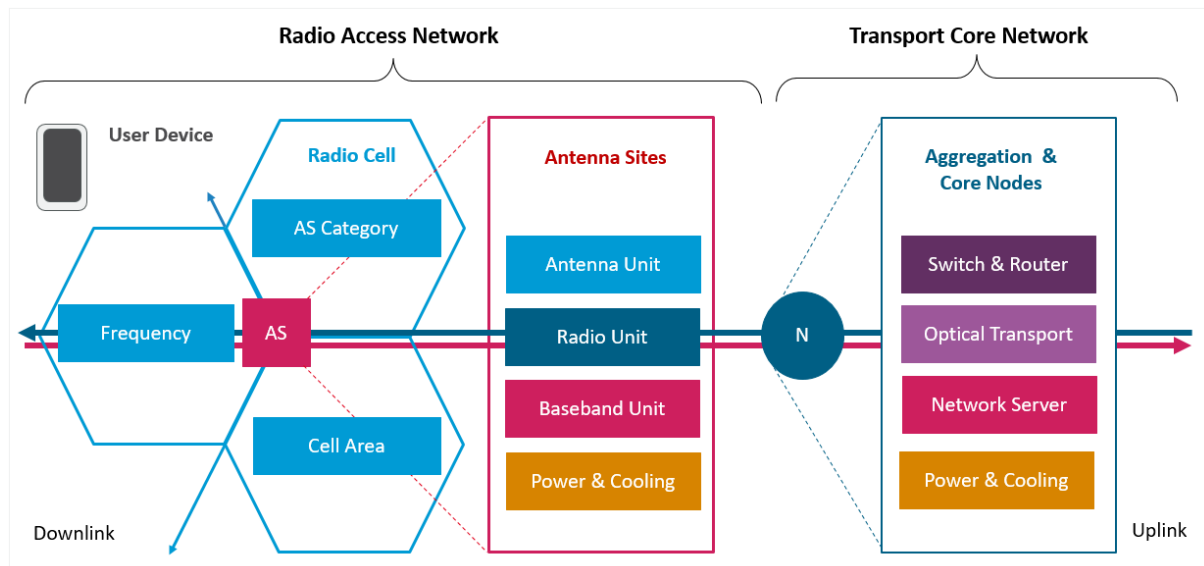 Radio Access Network
Transport Core Network
User Device
Radio Cell
AS Category
Frequency
AS
Cell Area
Antenna Sites
Antenna Unit
Radio Unit
Baseband Unit
Power & Cooling
N
Aggregation &
Core Nodes
Switch & Router
Optical Transport
Network Server
Power & Cooling
Downlink
Uplink